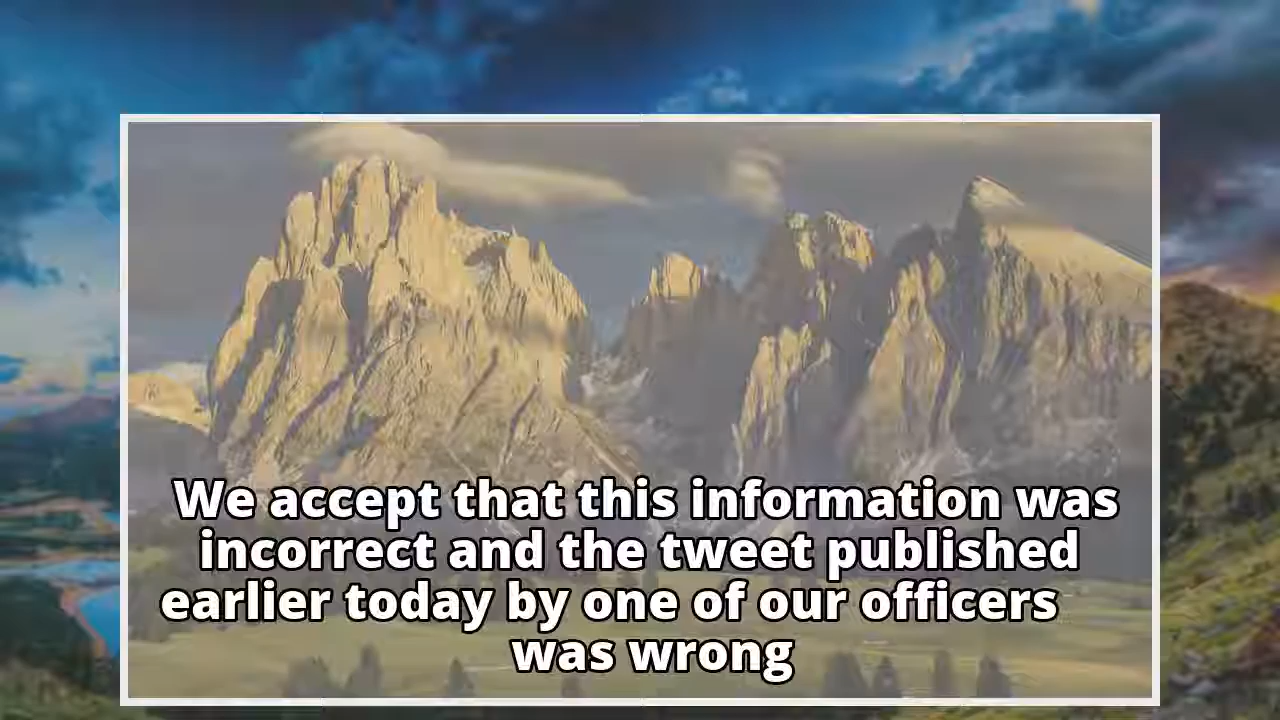 We accept that this information was
incorrect and the tweet published
earlier today by one of our officers
was wrong